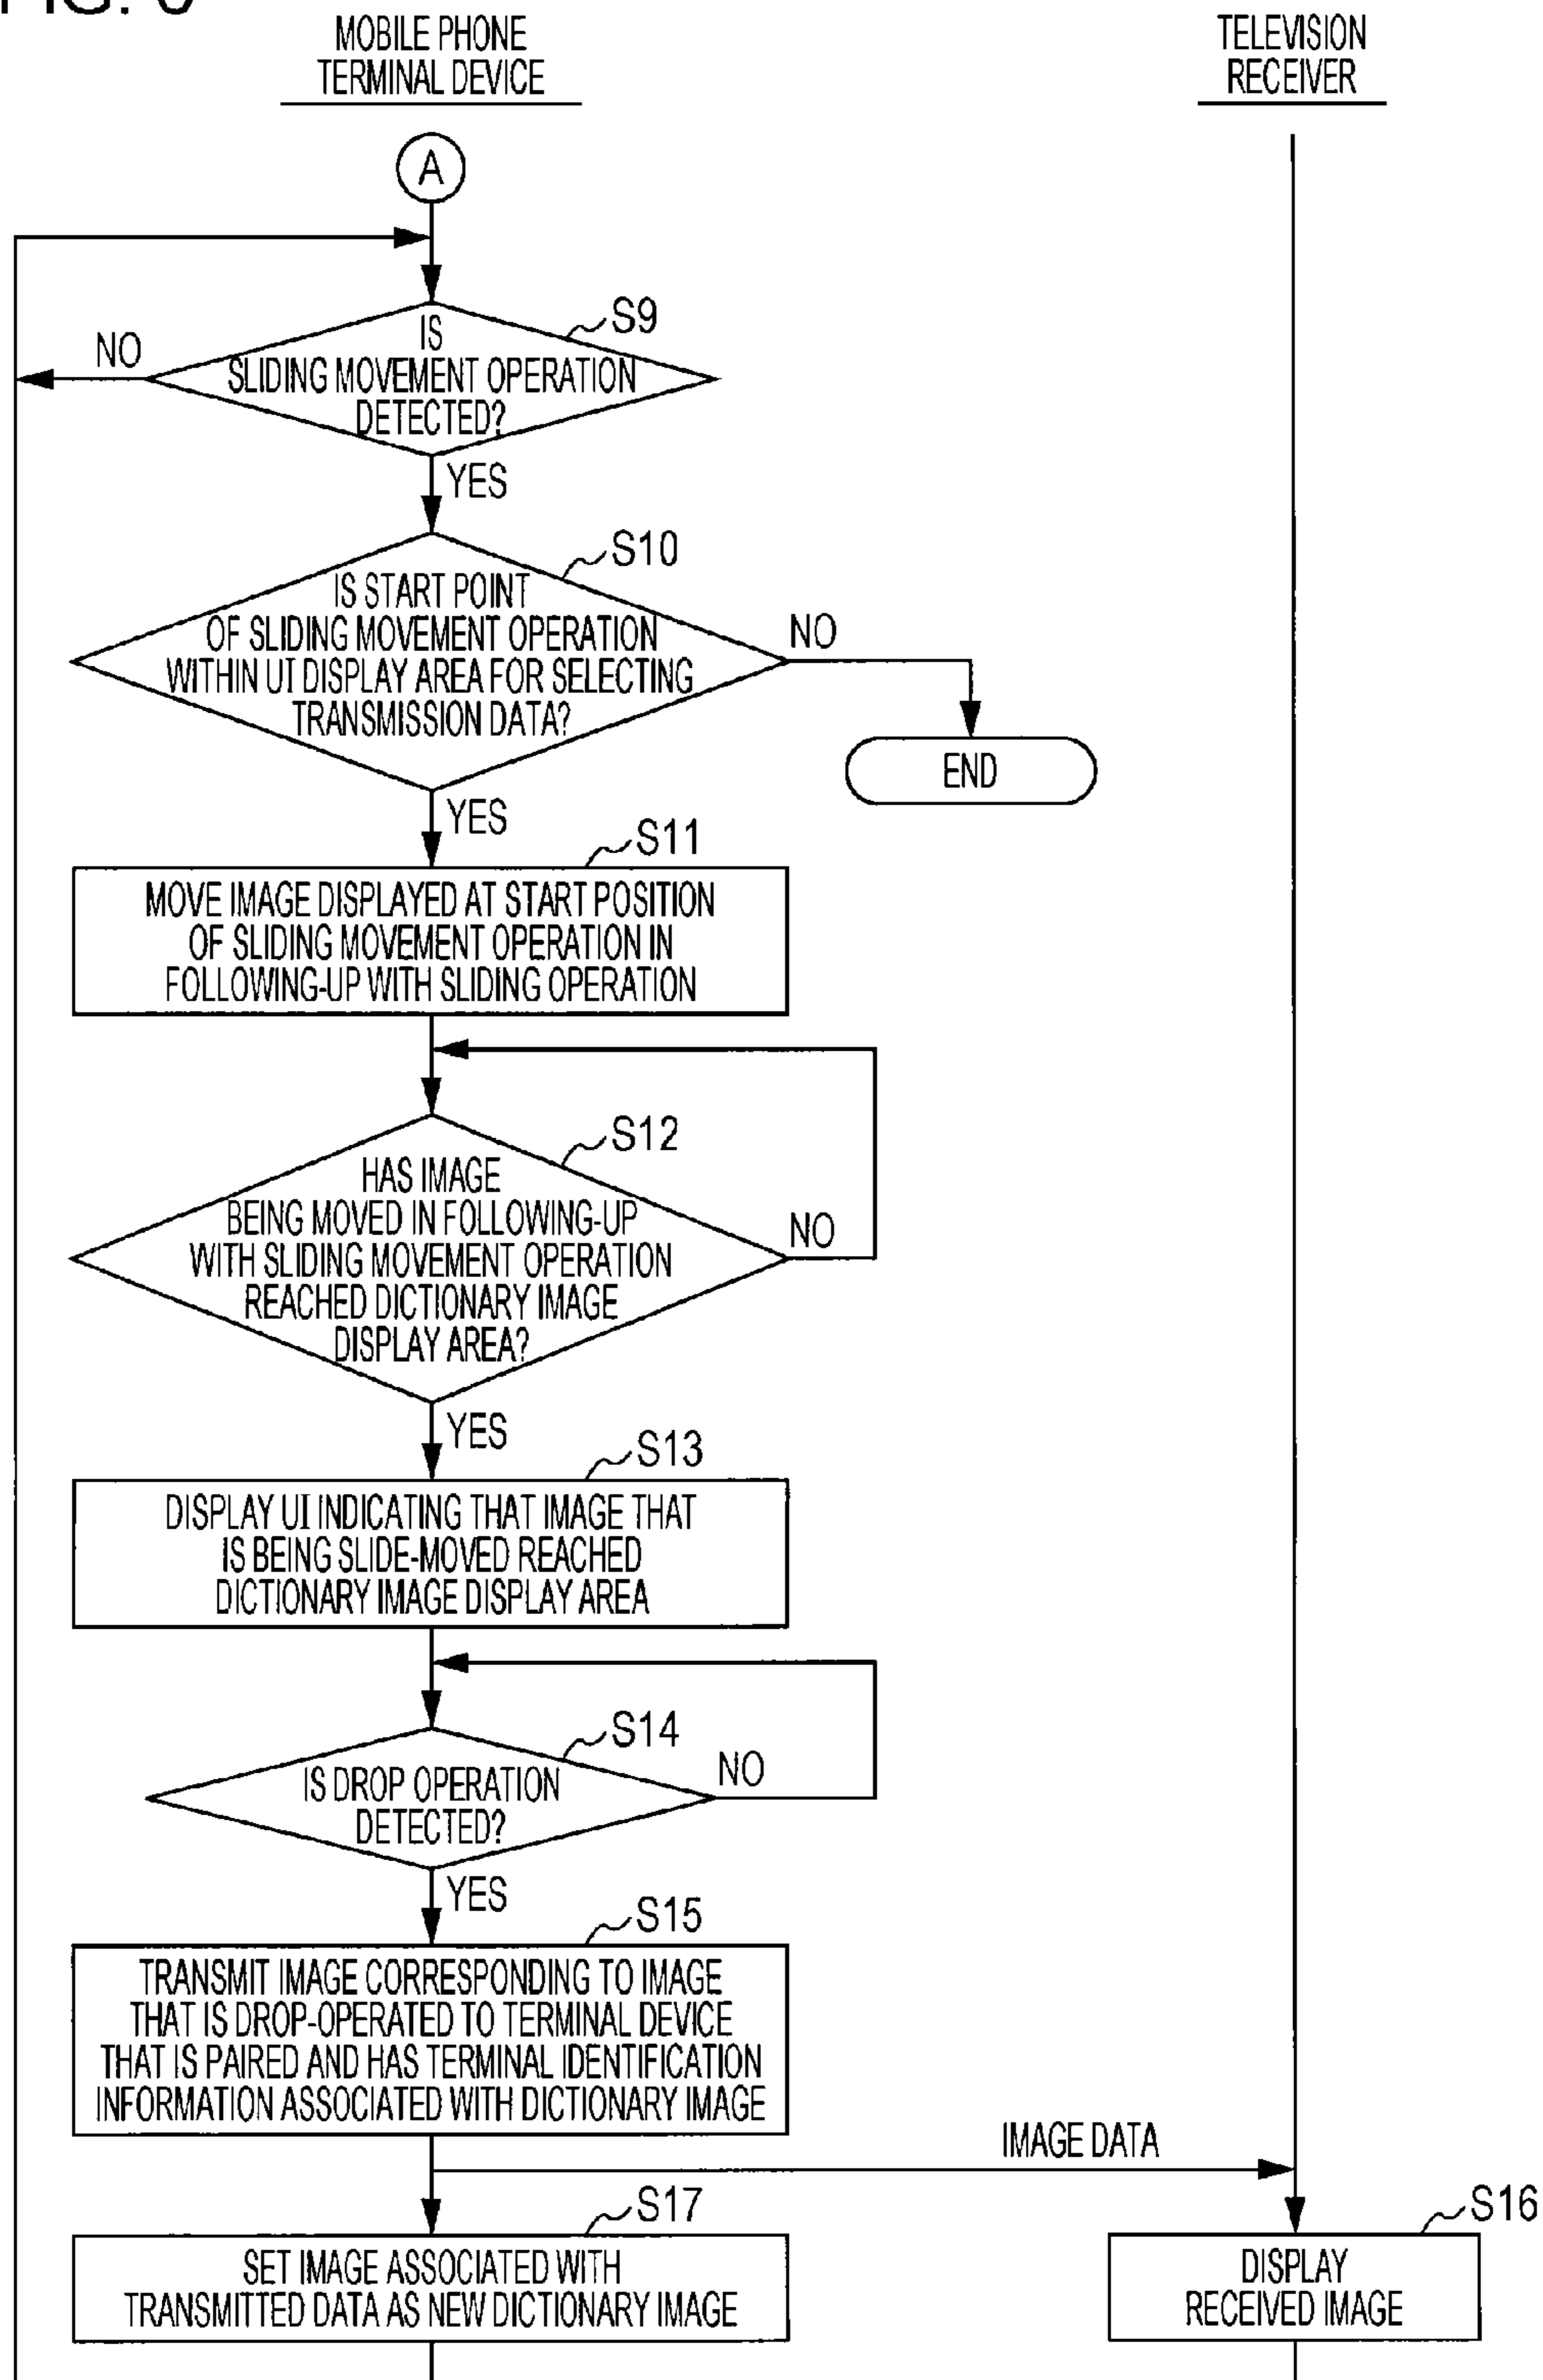 MOBILE PHONE
TERMINAL DEVICE
TELEVISION
RECEIVER
A
S9
NO
IS
SLIDING MOVEMENT OPERATION
DETECTED?
YES
S10
IS START POINT
OF SLIDING MOVEMENT OPERATION
WITHIN UI DISPLAY AREA FOR SELECTING
TRANSMISSION DATA?
NO
END
YES
S11
MOVE IMAGE DISPLAYED AT START POSITION
OF SLIDING MOVEMENT OPERATION IN
FOLLOWING-UP WITH SLIDING OPERATION
S12
HAS IMAGE
BEING MOVED IN FOLLOWING-UP
WITH SLIDING MOVEMENT OPERATION
REACHED DICTIONARY IMAGE
DISPLAY AREA?
NO
YES
S13
DISPLAY UI INDICATING THAT IMAGE THAT
IS BEING SLIDE-MOVED REACHED
DICTIONARY IMAGE DISPLAY AREA
S14
IS DROP OPERATION
DETECTED?
NO
YES
S15
TRANSMIT IMAGE CORRESPONDING TO IMAGE
THAT IS DROP-OPERATED TO TERMINAL DEVICE
THAT IS PAIRED AND HAS TERMINAL IDENTIFICATION
INFORMATION ASSOCIATED WITH DICTIONARY IMAGE
IMAGE DATA
S17
SET IMAGE ASSOCIATED WITH
TRANSMITTED DATA AS NEW DICTIONARY IMAGE
S16
DISPLAY
RECEIVED IMAGE